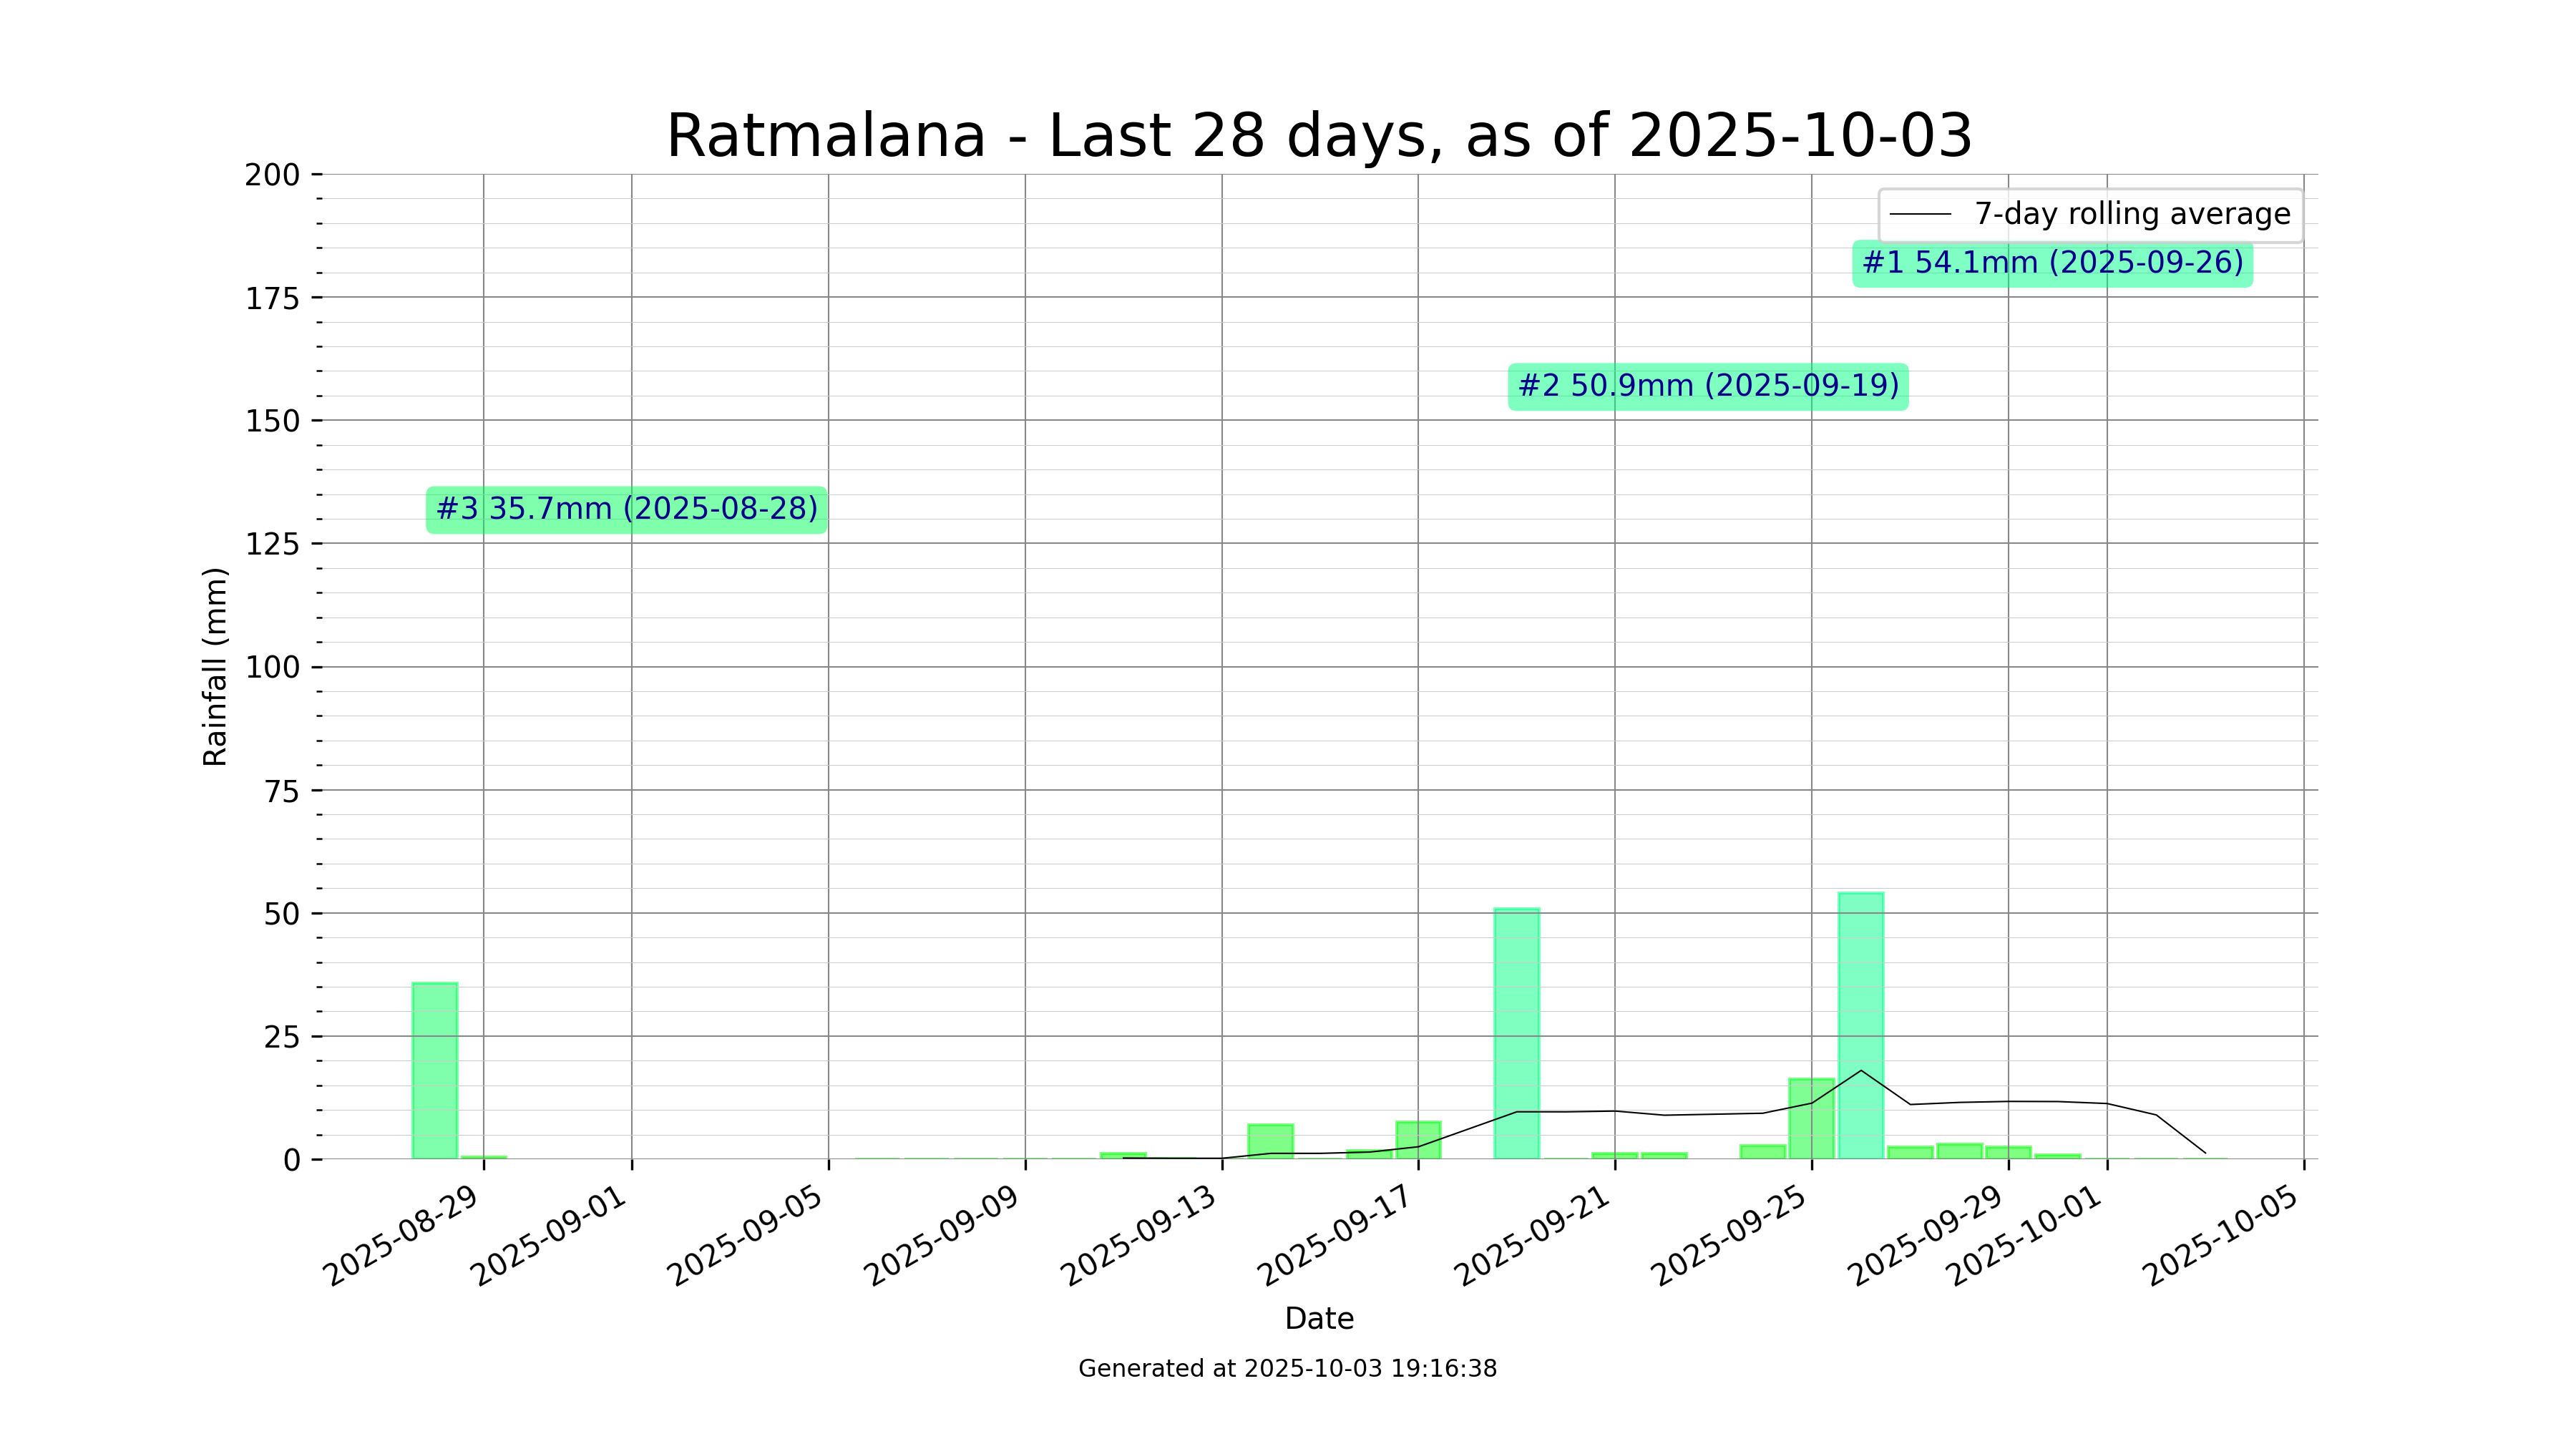 Ratmalana - Last 28 days, as of 2025-10-03
200
175
150
125
100
75
50
25
0
Rainfall (mm)
7-day rolling average
#1 54.1mm (2025-09-26)
#2 50.9mm (2025-09-19)
#3 35.7mm (2025-08-28)
2025-08-29
2025-09-01
2025-09-05
2025-09-09
2025-09-13
2025-09-17
2025-09-21
2025-09-25
2025-09-29
2025-10-01
2025-10-05
Date
Generated at 2025-10-03 19:16:38